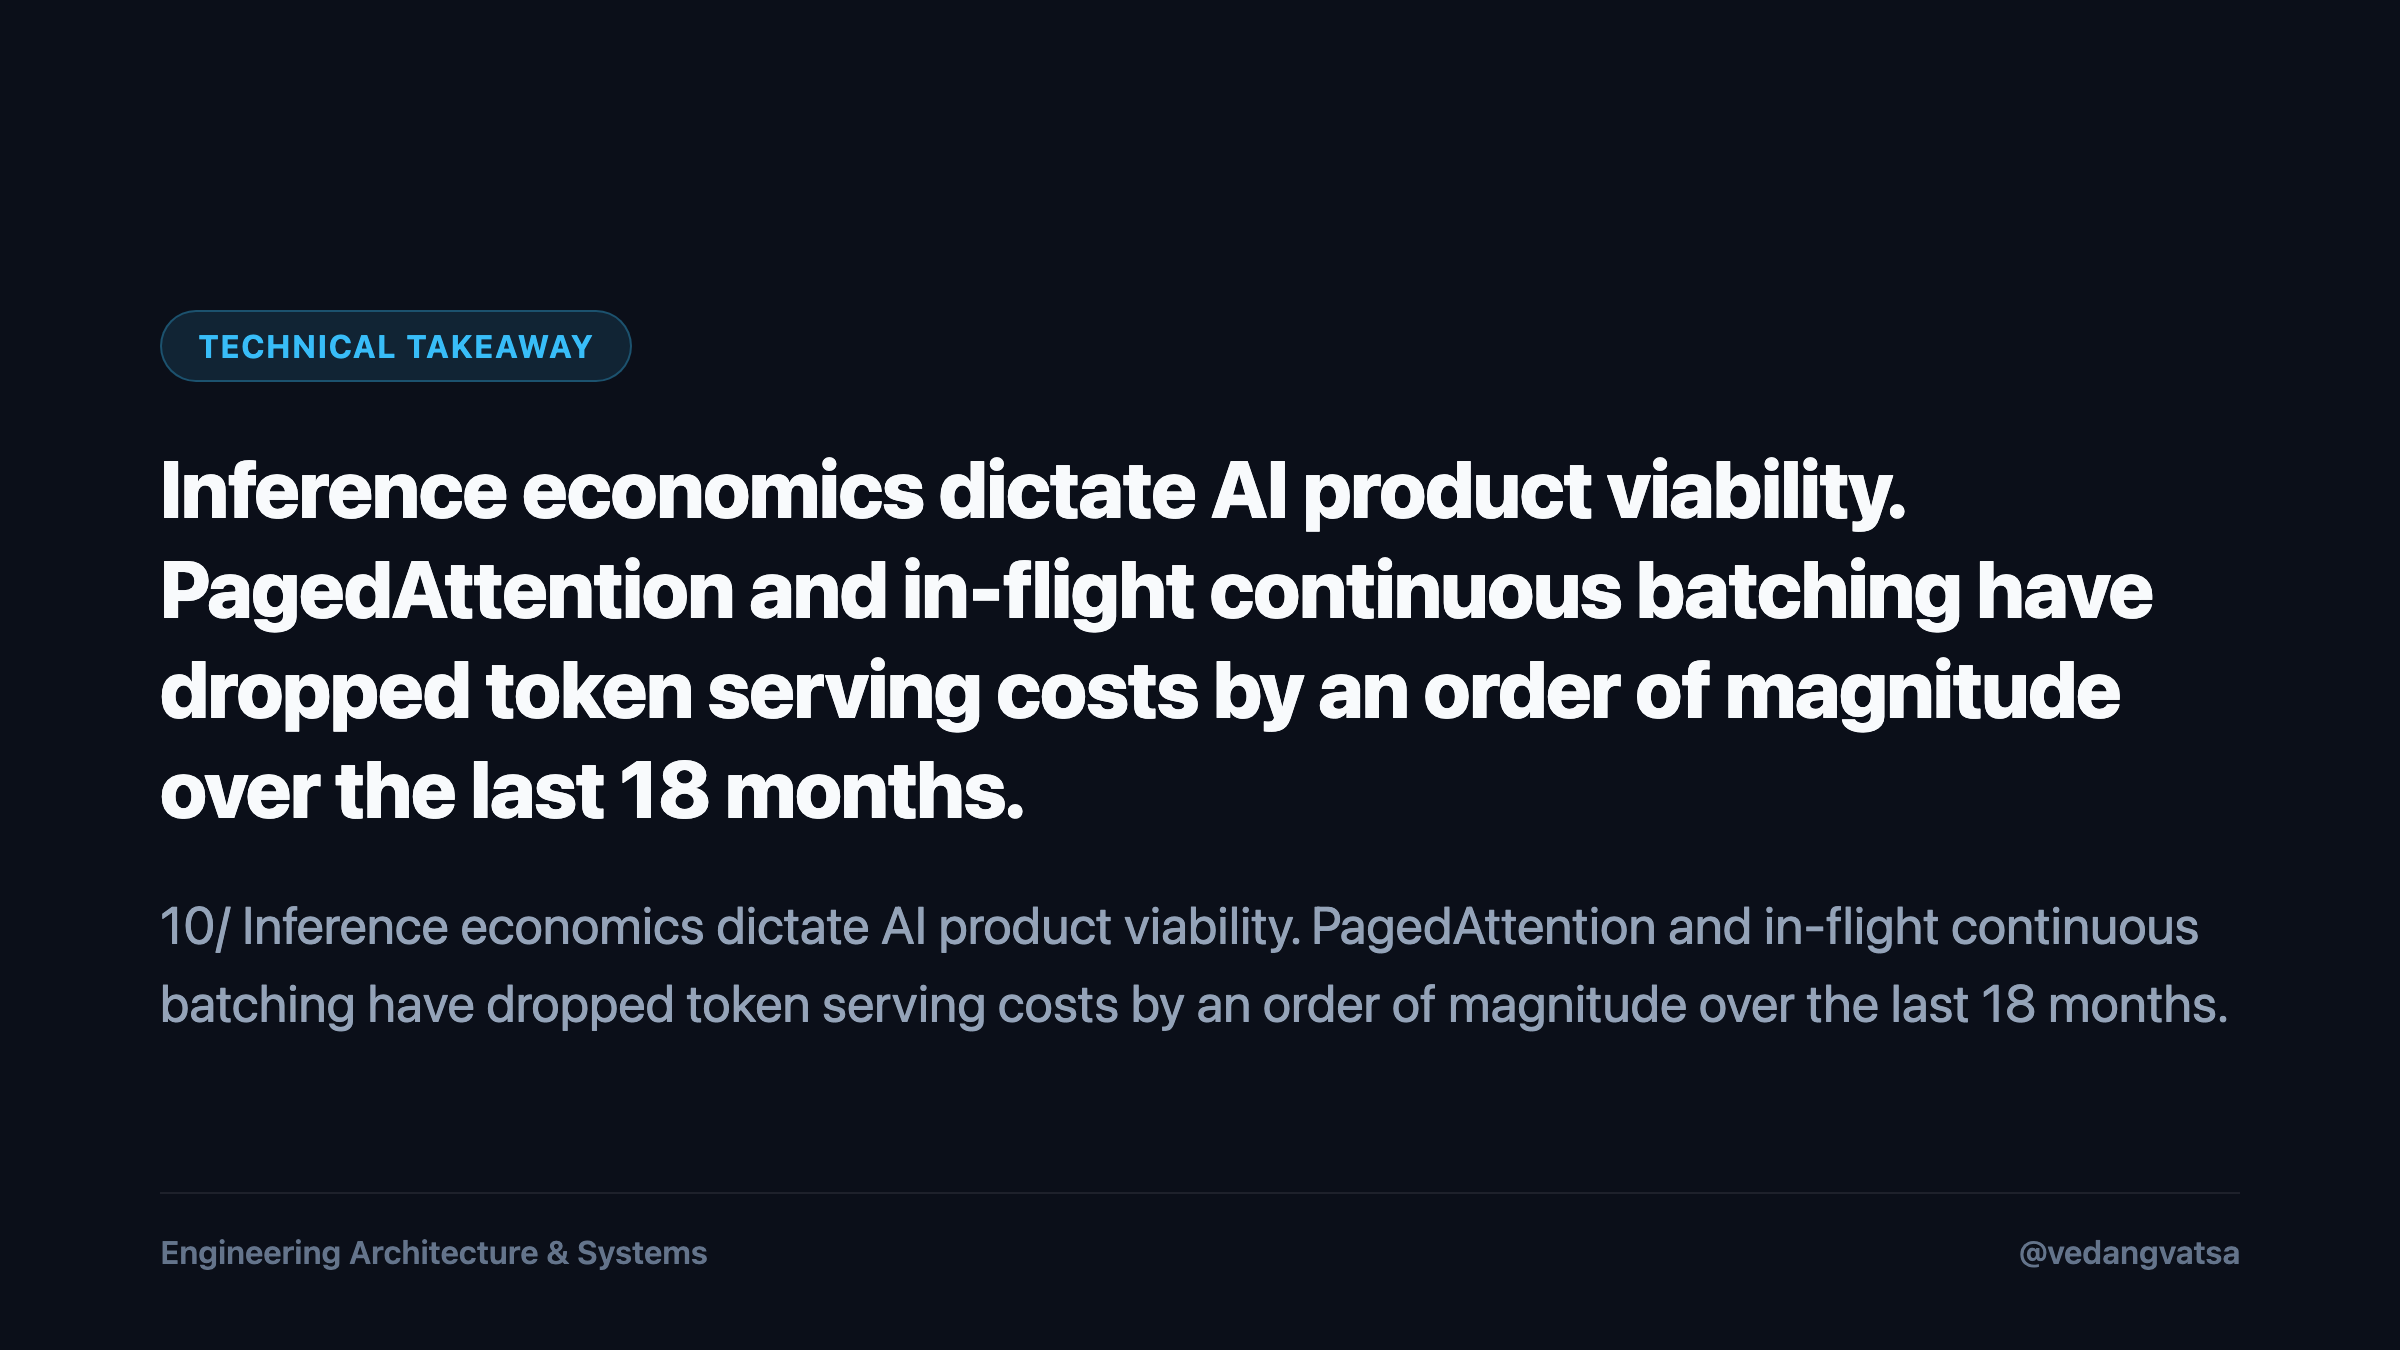 TECHNICAL TAKEAWAY
Inference economics dictate AI product viability.
PagedAttention and in-flight continuous batching have
dropped token serving costs by an order of magnitude
over the last 18 months.
10/ Inference economics dictate AI product viability. PagedAttention and in-flight continuous
batching have dropped token serving costs by an order of magnitude over the last 18 months.
Engineering Architecture & Systems
@vedangvatsa